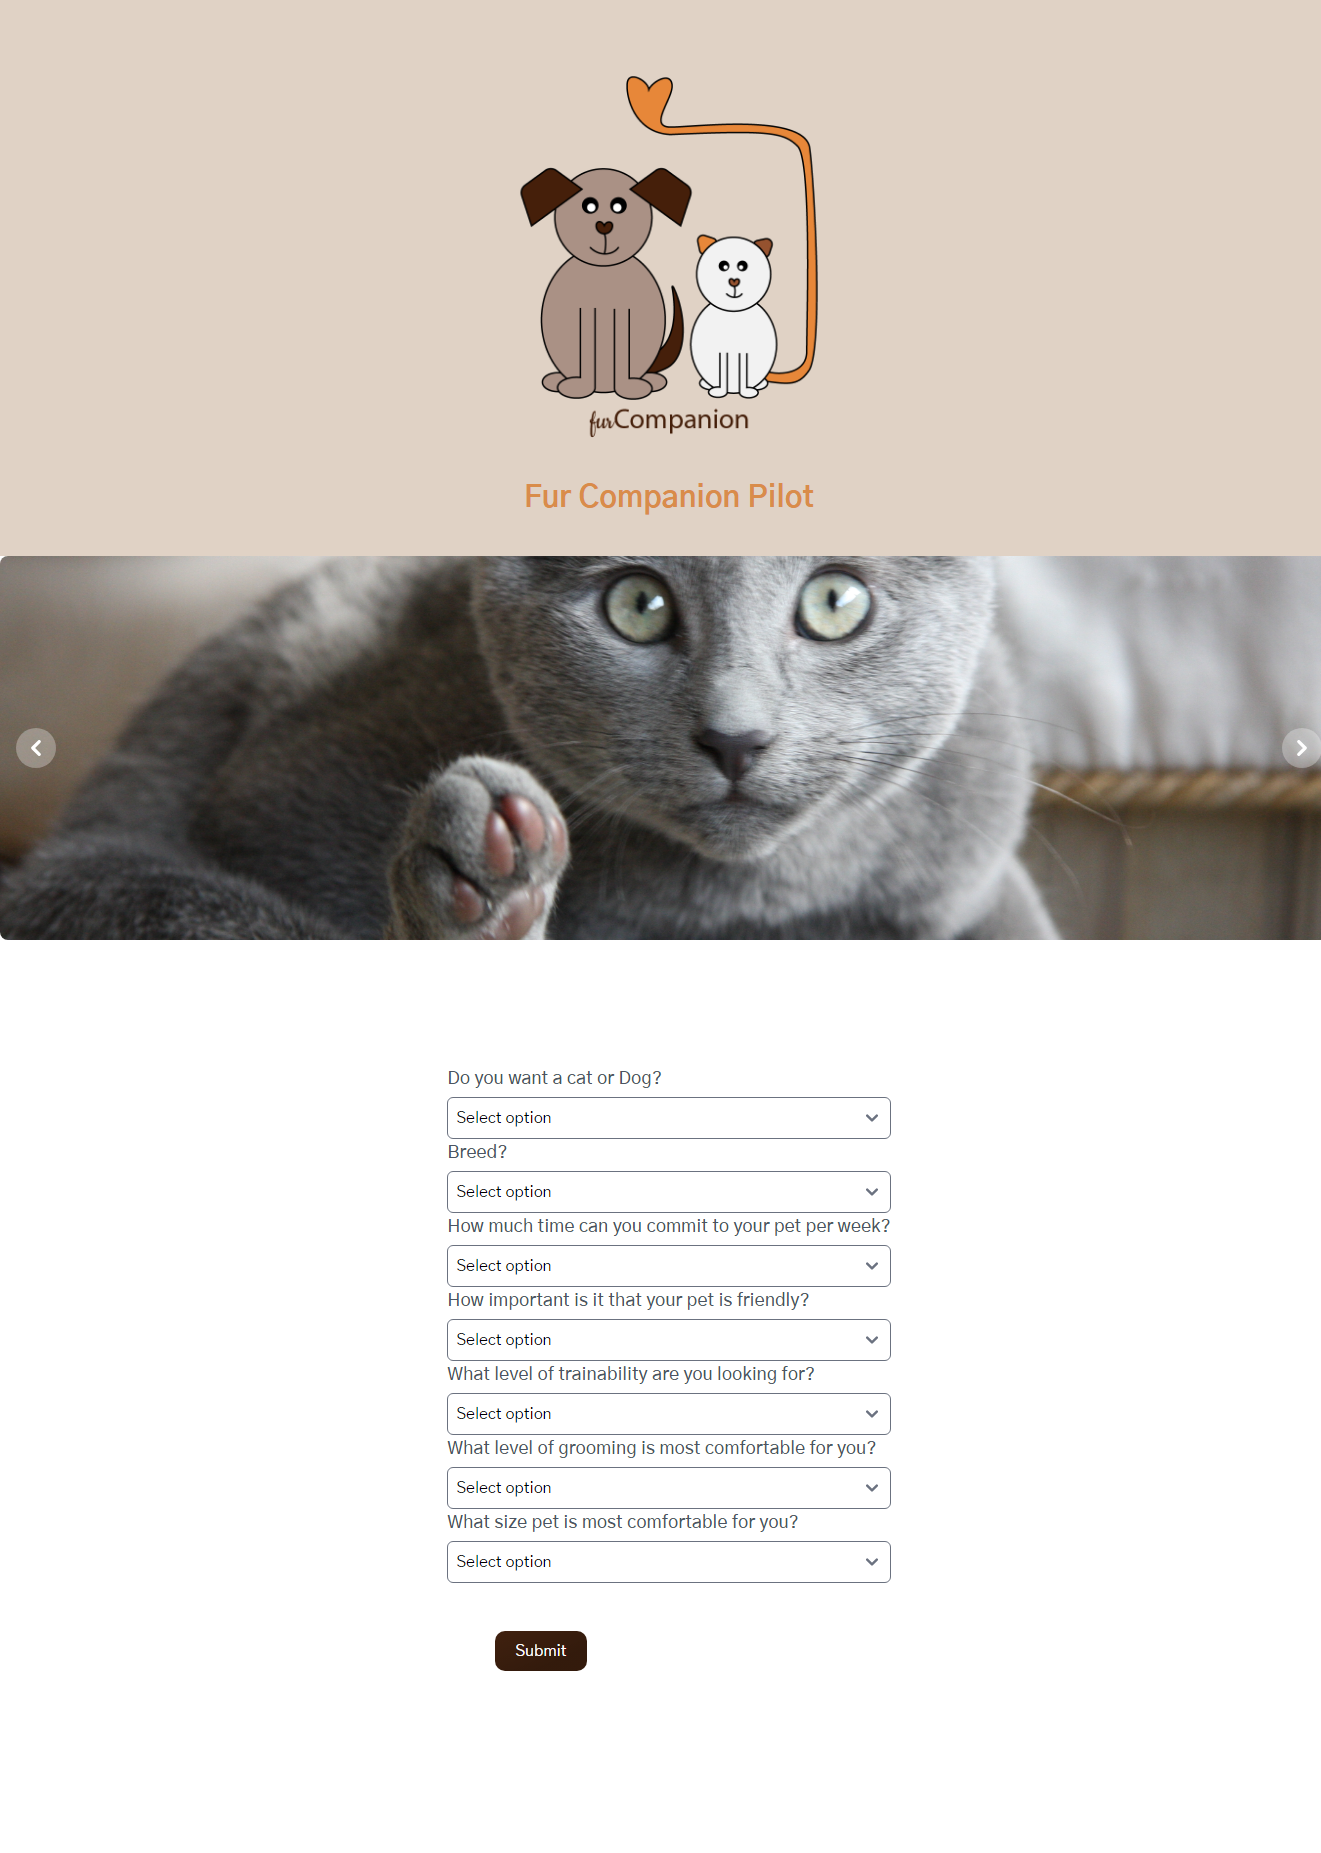 furCompanion
Fur Companion Pilot
Do you want a cat or Dog?
Select option
Breed?
Select option
How much time can you commit to your pet per week?
Select option
How important is it that your pet is friendly?
Select option
What level of trainability are you looking for?
Select option
What level of grooming is most comfortable for you?
Select option
What size pet is most comfortable for you?
Select option
Submit